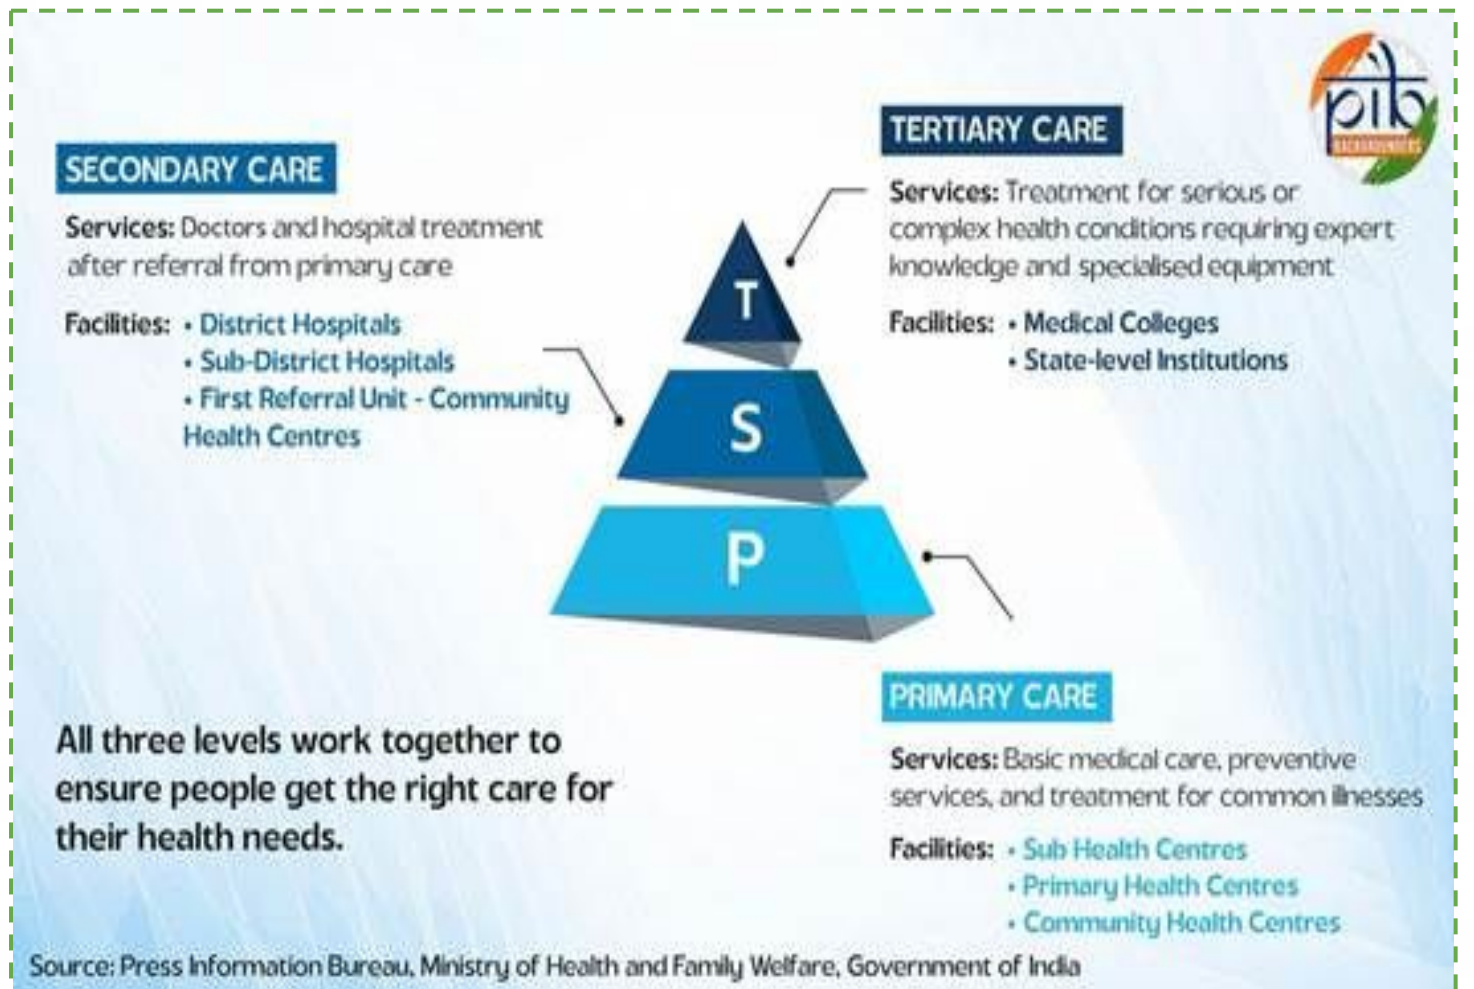 pib
BACKGROUNDERS
SECONDARY CARE
Services: Doctors and hospital treatment
after referral from primary care
Facilities: • District Hospitals
• Sub-District Hospitals
• First Referral Unit - Community
Health Centres
TERTIARY CARE
Services: Treatment for serious or
complex health conditions requiring expert
knowledge and specialised equipment
Facilities: • Medical Colleges
• State-level Institutions
T
S
P
PRIMARY CARE
Services: Basic medical care, preventive
services, and treatment for common illnesses
Facilities: • Sub Health Centres
• Primary Health Centres
• Community Health Centres
All three levels work together to
ensure people get the right care for
their health needs.
Source: Press Information Bureau, Ministry of Health and Family Welfare, Government of India